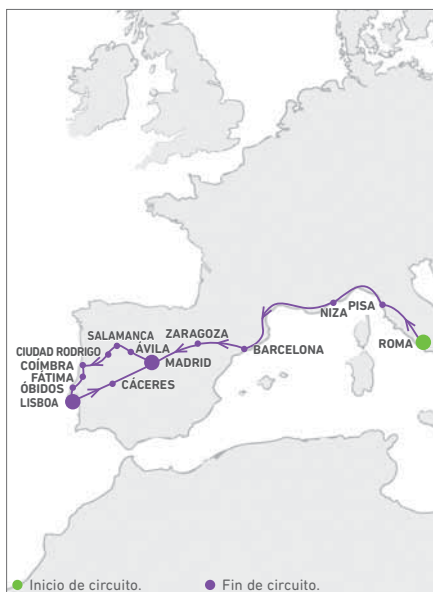 SALAMANCA
ZARAGOZA
NIZA
PISA
CIUDAD RODRIGO
ÁVILA
BARCELONA
ROMA
COÍMBRA
MADRID
FÁTIMA
CÁCERES
ÓBIDOS
LISBOA
Inicio de circuito.
Fin de circuito.